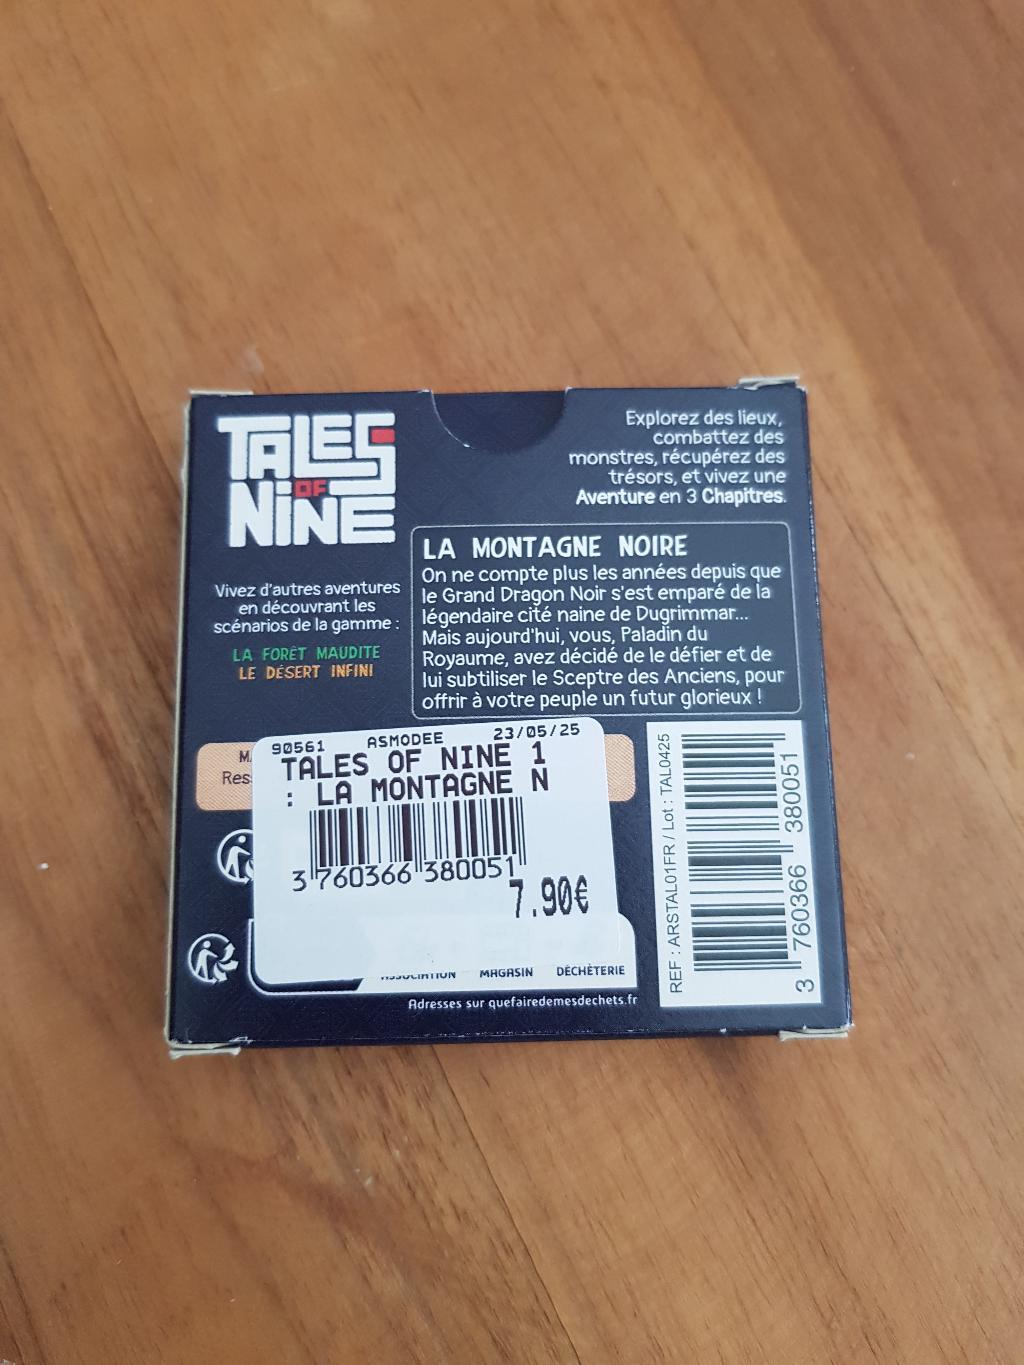 TALES
OF
NINE
Explorez des lieux,
combattez des
monstres, récupérez des
trésors, et vivez une
Aventure en 3 Chapitres.
Vivez d'autres aventures
en découvrant les
scénarios de la gamme :
LA FORÊT MAUDITE
LE DÉSERT INFINI
LA MONTAGNE NOIRE
On ne compte plus les années depuis que
le Grand Dragon Noir s'est emparé de la
légendaire cité naine de Dugrimmar...
Mais aujourd'hui, vous, Paladin du
Royaume, avez décidé de le défier et de
lui subtiliser le Sceptre des Anciens, pour
offrir à votre peuple un futur glorieux !
90561 ASMODEE 23/05/25
TALES OF NINE 1
: LA MONTAGNE N
3 760366 380051
7.90€
MAGASIN DÉCHÈTERIE
Adresses sur quefairedemesdechets.fr
REF : ARSTAL01FR / Lot : TAL0425
3 760366 380051